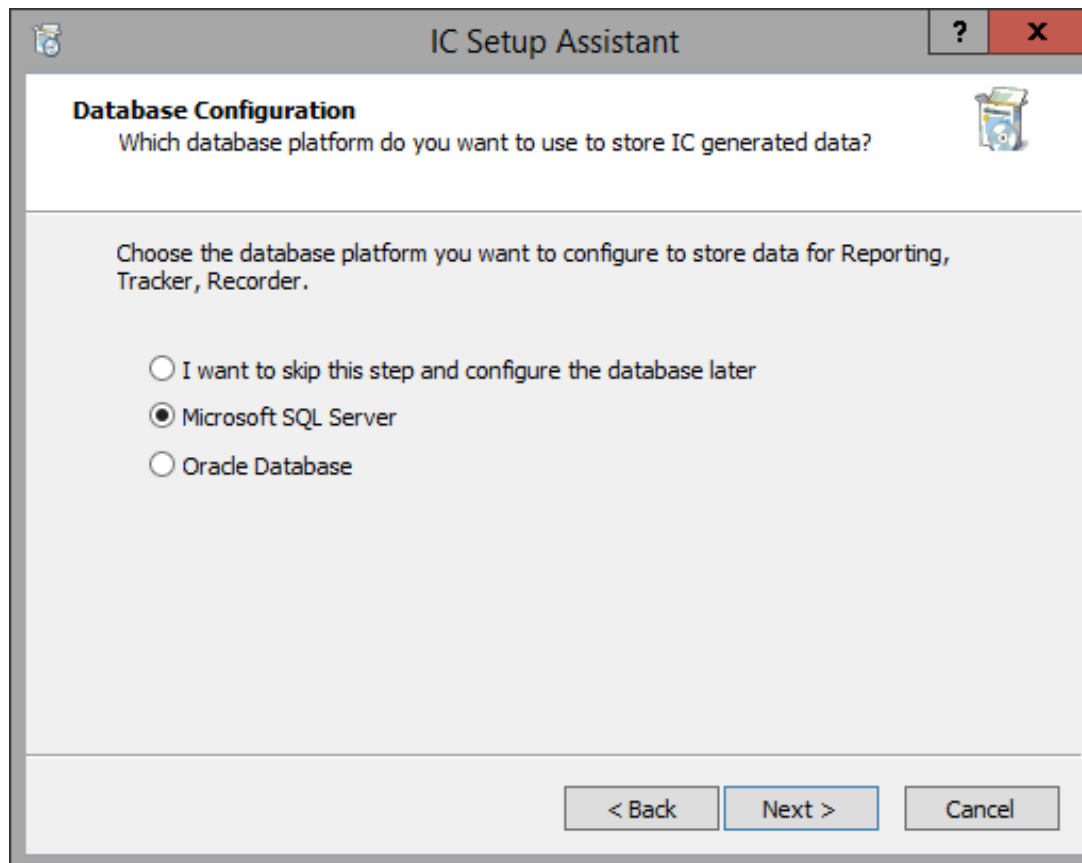 IC Setup Assistant
?
x
Database Configuration
Which database platform do you want to use to store IC generated data?
Choose the database platform you want to configure to store data for Reporting,
Tracker, Recorder.
I want to skip this step and configure the database later
Microsoft SQL Server
Oracle Database
< Back
Next >
Cancel